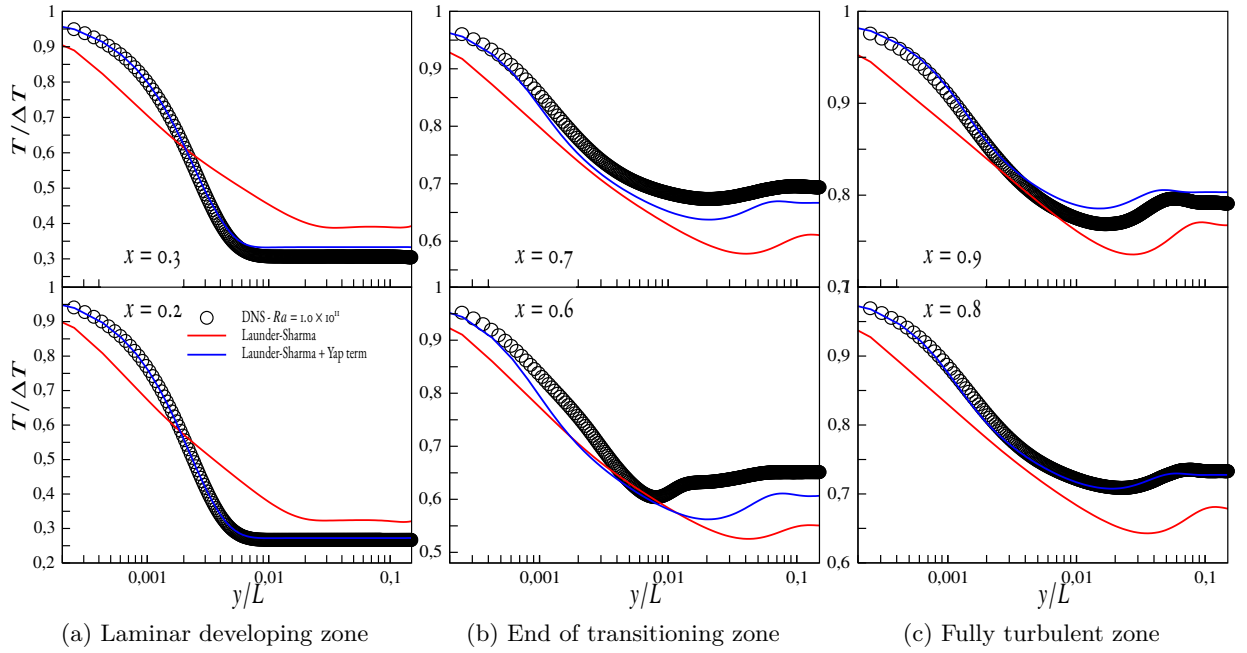 1
0,9
0,8
0,7
0,6
0,5
0,4
0,3
T/ΔT
x = 0.3
1
0,9
0,8
0,7
0,6
x = 0.7
1
0,9
0,8
0,7
x = 0.9
1
0,9
0,8
0,7
0,6
0,5
0,4
0,3
0,2
T/ΔT
x = 0.2
DNS - Ra = 1.0 × 10¹¹
Launder-Sharma
Launder-Sharma + Yap term
0,001
0,01
0,1
y/L
1
0,9
0,8
0,7
0,6
0,5
x = 0.6
0,001
0,01
0,1
y/L
1
0,9
0,8
0,7
0,6
x = 0.8
0,001
0,01
0,1
y/L
(a) Laminar developing zone
(b) End of transitioning zone
(c) Fully turbulent zone